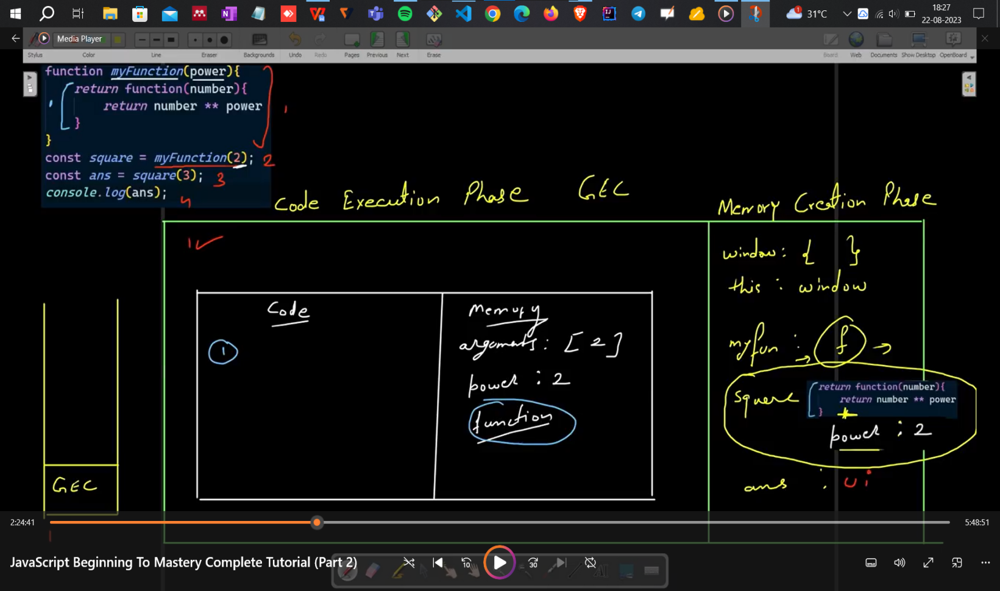 31°C
18:27
22-08-2023
Media Player
Stylus Color Line Eraser Backgrounds Undo Redo Pages Previous Next Erase Board Web Documents Show Desktop OpenBoard
function myFunction(power){
return function(number){
return number ** power
}
}
const square = myFunction(2); 2
const ans = square(3); 3
console.log(ans); 4
1
Code Execution Phase GEC
Memory Creation Phase
1
window: { }
this : window
Code
Memory
arguments: [2]
1
power : 2
function
myfun : f
square
return function(number){
return number ** power
}
power : 2
ans : ui
GEC
2:24:41
5:48:51
JavaScript Beginning To Mastery Complete Tutorial (Part 2)
10
30